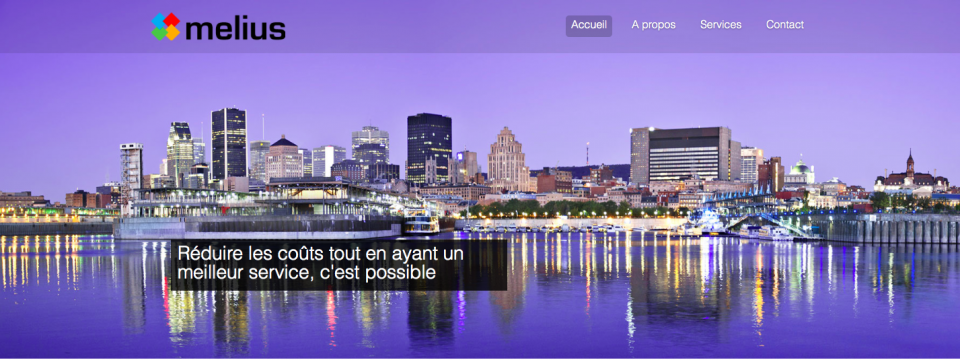 melius
Accueil
A propos
Services
Contact
Réduire les coûts tout en ayant un
meilleur service, c'est possible